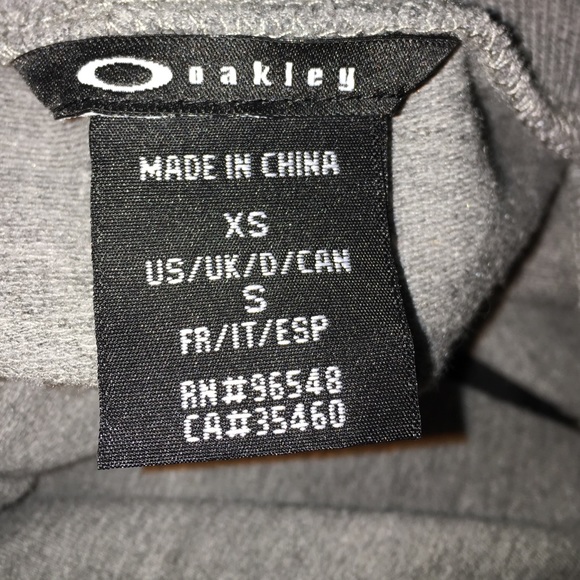 oakley
MADE IN CHINA
XS
US/UK/D/CAN
S
FR/IT/ESP
RN#96548
CA#35460